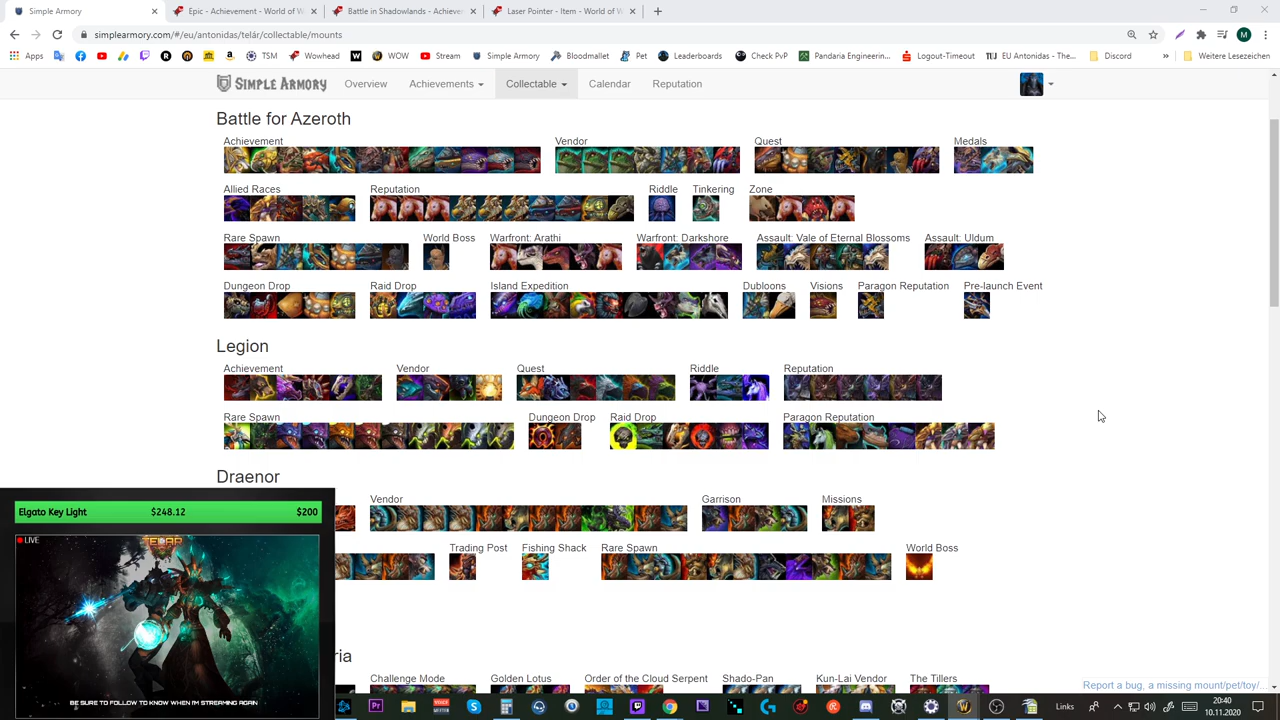 Simple Armory
Epic - Achievement - World of W
Battle in Shadowlands - Achieve
Laser Pointer - Item - World of W
simplearmory.com/#/eu/antonidas/telár/collectable/mounts
Apps TSM Wowhead WOW Stream Simple Armory Bloodmallet Pet Leaderboards Check PvP Pandaria Engineerin... Logout-Timeout EU Antonidas - The... Discord » Weitere Lesezeichen
SIMPLE ARMORY Overview Achievements Collectable Calendar Reputation
Battle for Azeroth
Achievement Vendor Quest Medals
Allied Races Reputation Riddle Tinkering Zone
Rare Spawn World Boss Warfront: Arathi Warfront: Darkshore Assault: Vale of Eternal Blossoms Assault: Uldum
Dungeon Drop Raid Drop Island Expedition Dubloons Visions Paragon Reputation Pre-launch Event
Legion
Achievement Vendor Quest Riddle Reputation
Rare Spawn Dungeon Drop Raid Drop Paragon Reputation
Draenor
Vendor Garrison Missions
Trading Post Fishing Shack Rare Spawn World Boss
ria
Challenge Mode Golden Lotus Order of the Cloud Serpent Shado-Pan Kun-Lai Vendor The Tillers
Elgato Key Light $248.12 $200
LIVE
TELAR
BE SURE TO FOLLOW TO KNOW WHEN I'M STREAMING AGAIN
Report a bug, a missing mount/pet/toy/...
Links
20:40
10.11.2020